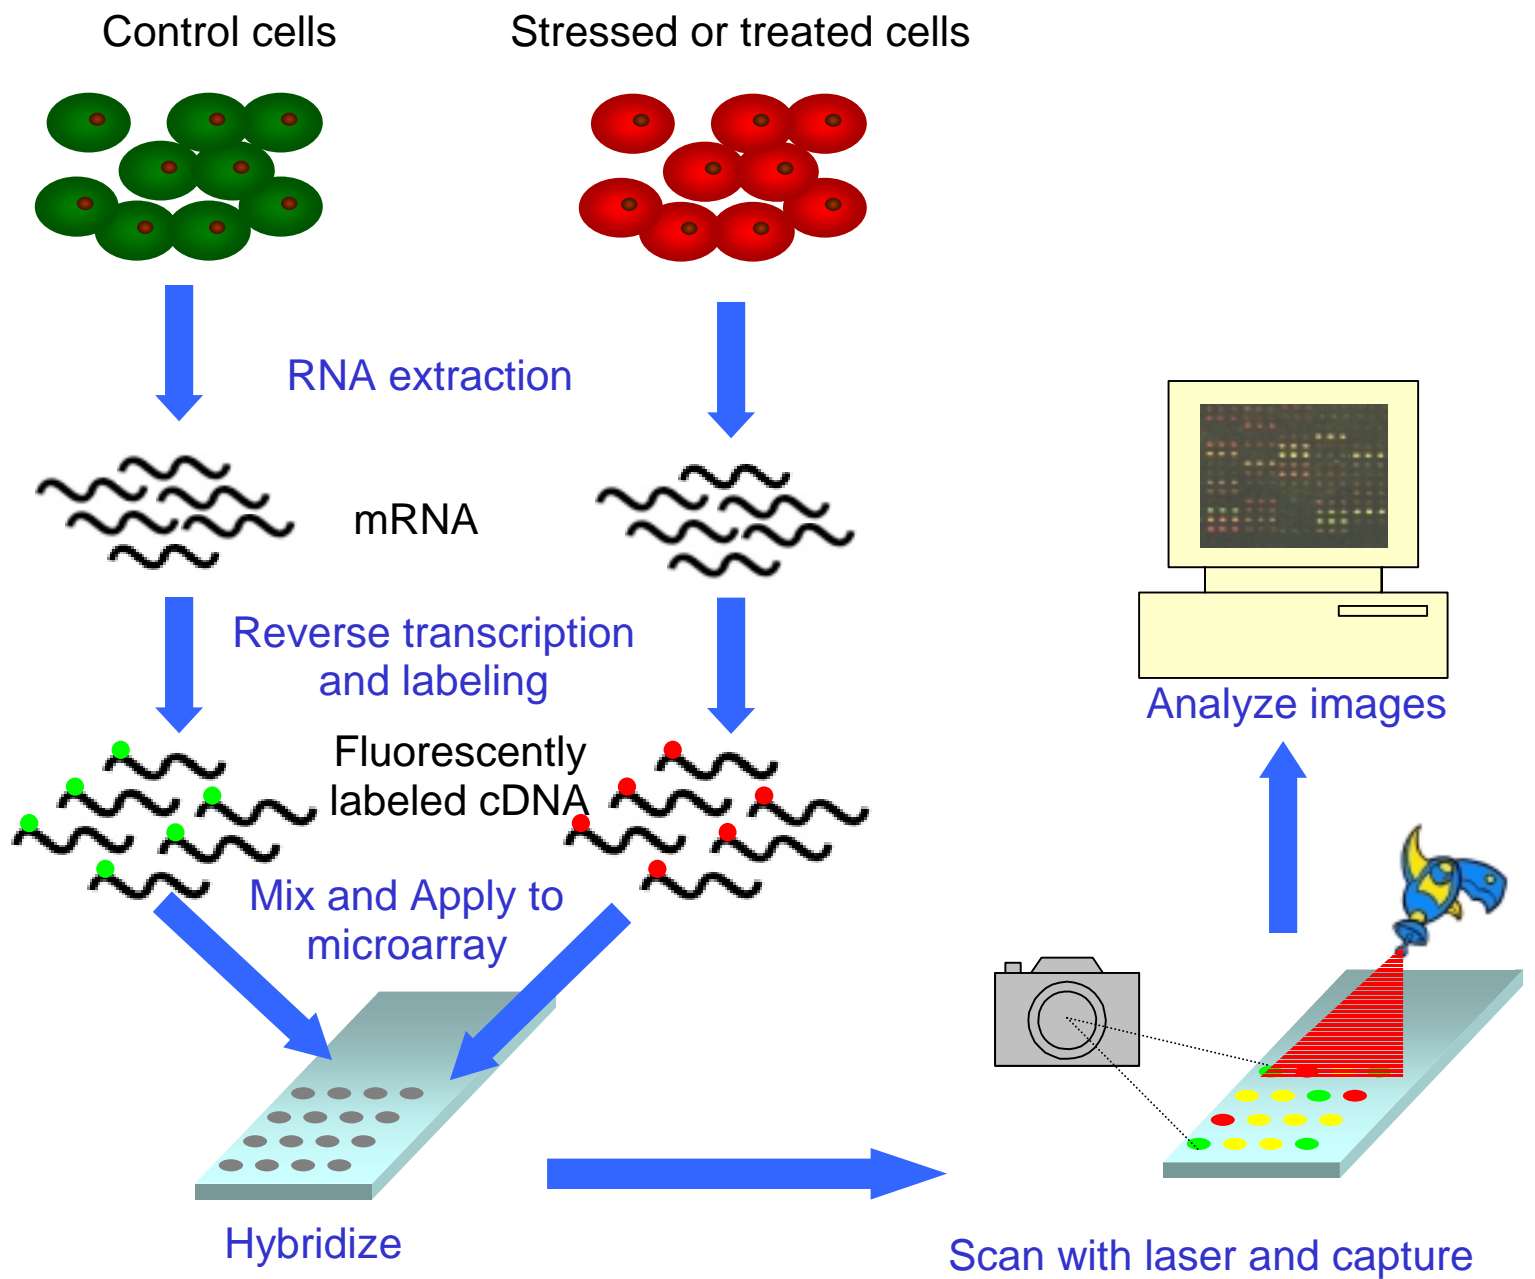 Control cells
Stressed or treated cells
RNA extraction
mRNA
Reverse transcription
and labeling
Fluorescently
labeled cDNA
Mix and Apply to
microarray
Hybridize
Scan with laser and capture
Analyze images